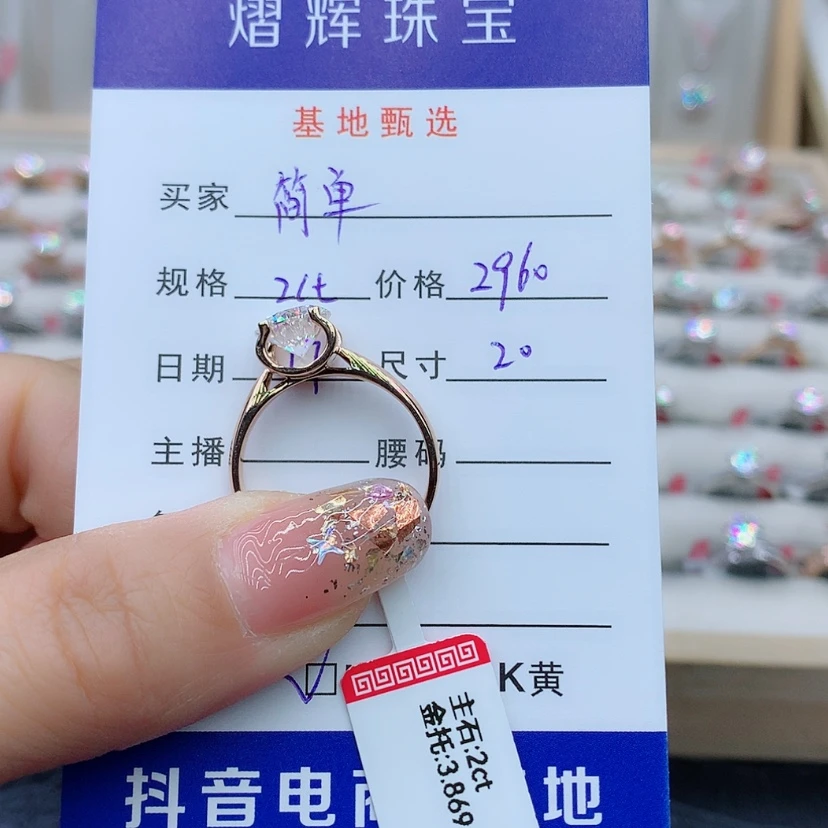 熠辉珠宝
基地甄选
买家 简单
规格 2ct 价格 2960
日期 尺寸 20
主播 腰码
K黄
主石:2ct
金托:3.869
抖音电商 地